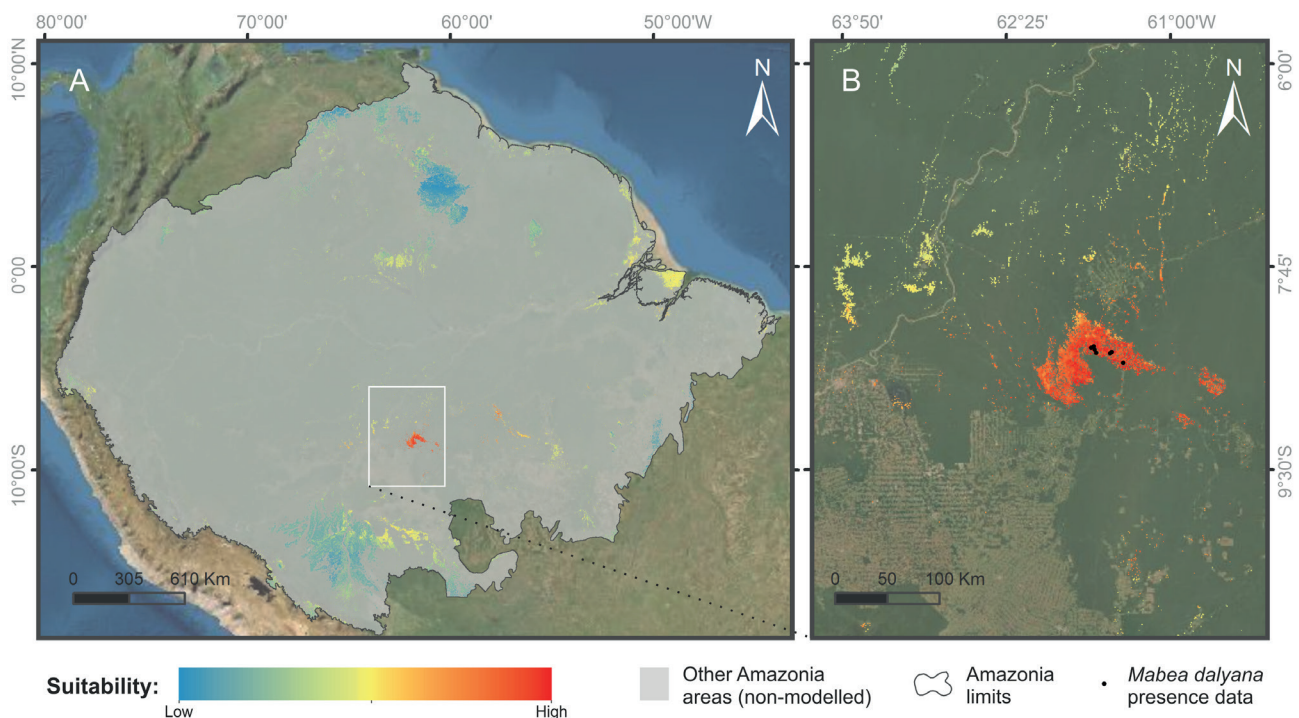 80°00' 70°00' 60°00' 50°00'00W 63°50' 62°25' 61°00'W
10°00'N
0°00'
10°00'S
A
N
B
N
6°00'
7°45'
9°30'S
0 305 610 Km
0 50 100 Km
Suitability:
Low
High
Other Amazonia
areas (non-modelled)
Amazonia
limits
Mabea dalyana
presence data